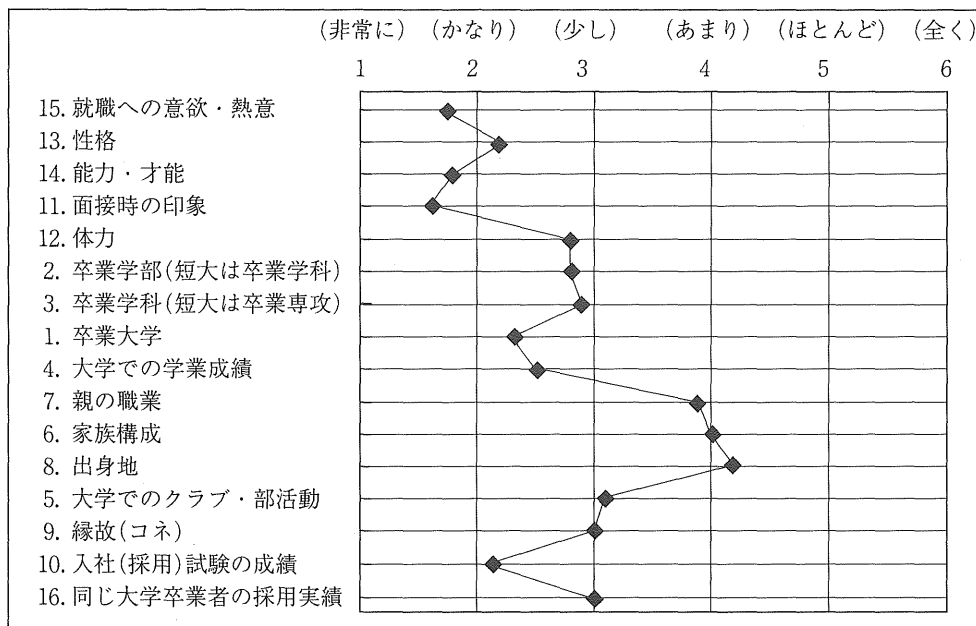 (非常に) (かなり) (少し) (あまり) (ほとんど) (全く)
1 2 3 4 5 6
15. 就職への意欲・熱意
13. 性格
14. 能力・才能
11. 面接時の印象
12. 体力
2. 卒業学部(短大は卒業学科)
3. 卒業学科(短大は卒業専攻)
1. 卒業大学
4. 大学での学業成績
7. 親の職業
6. 家族構成
8. 出身地
5. 大学でのクラブ・部活動
9. 縁故(コネ)
10. 入社(採用)試験の成績
16. 同じ大学卒業者の採用実績